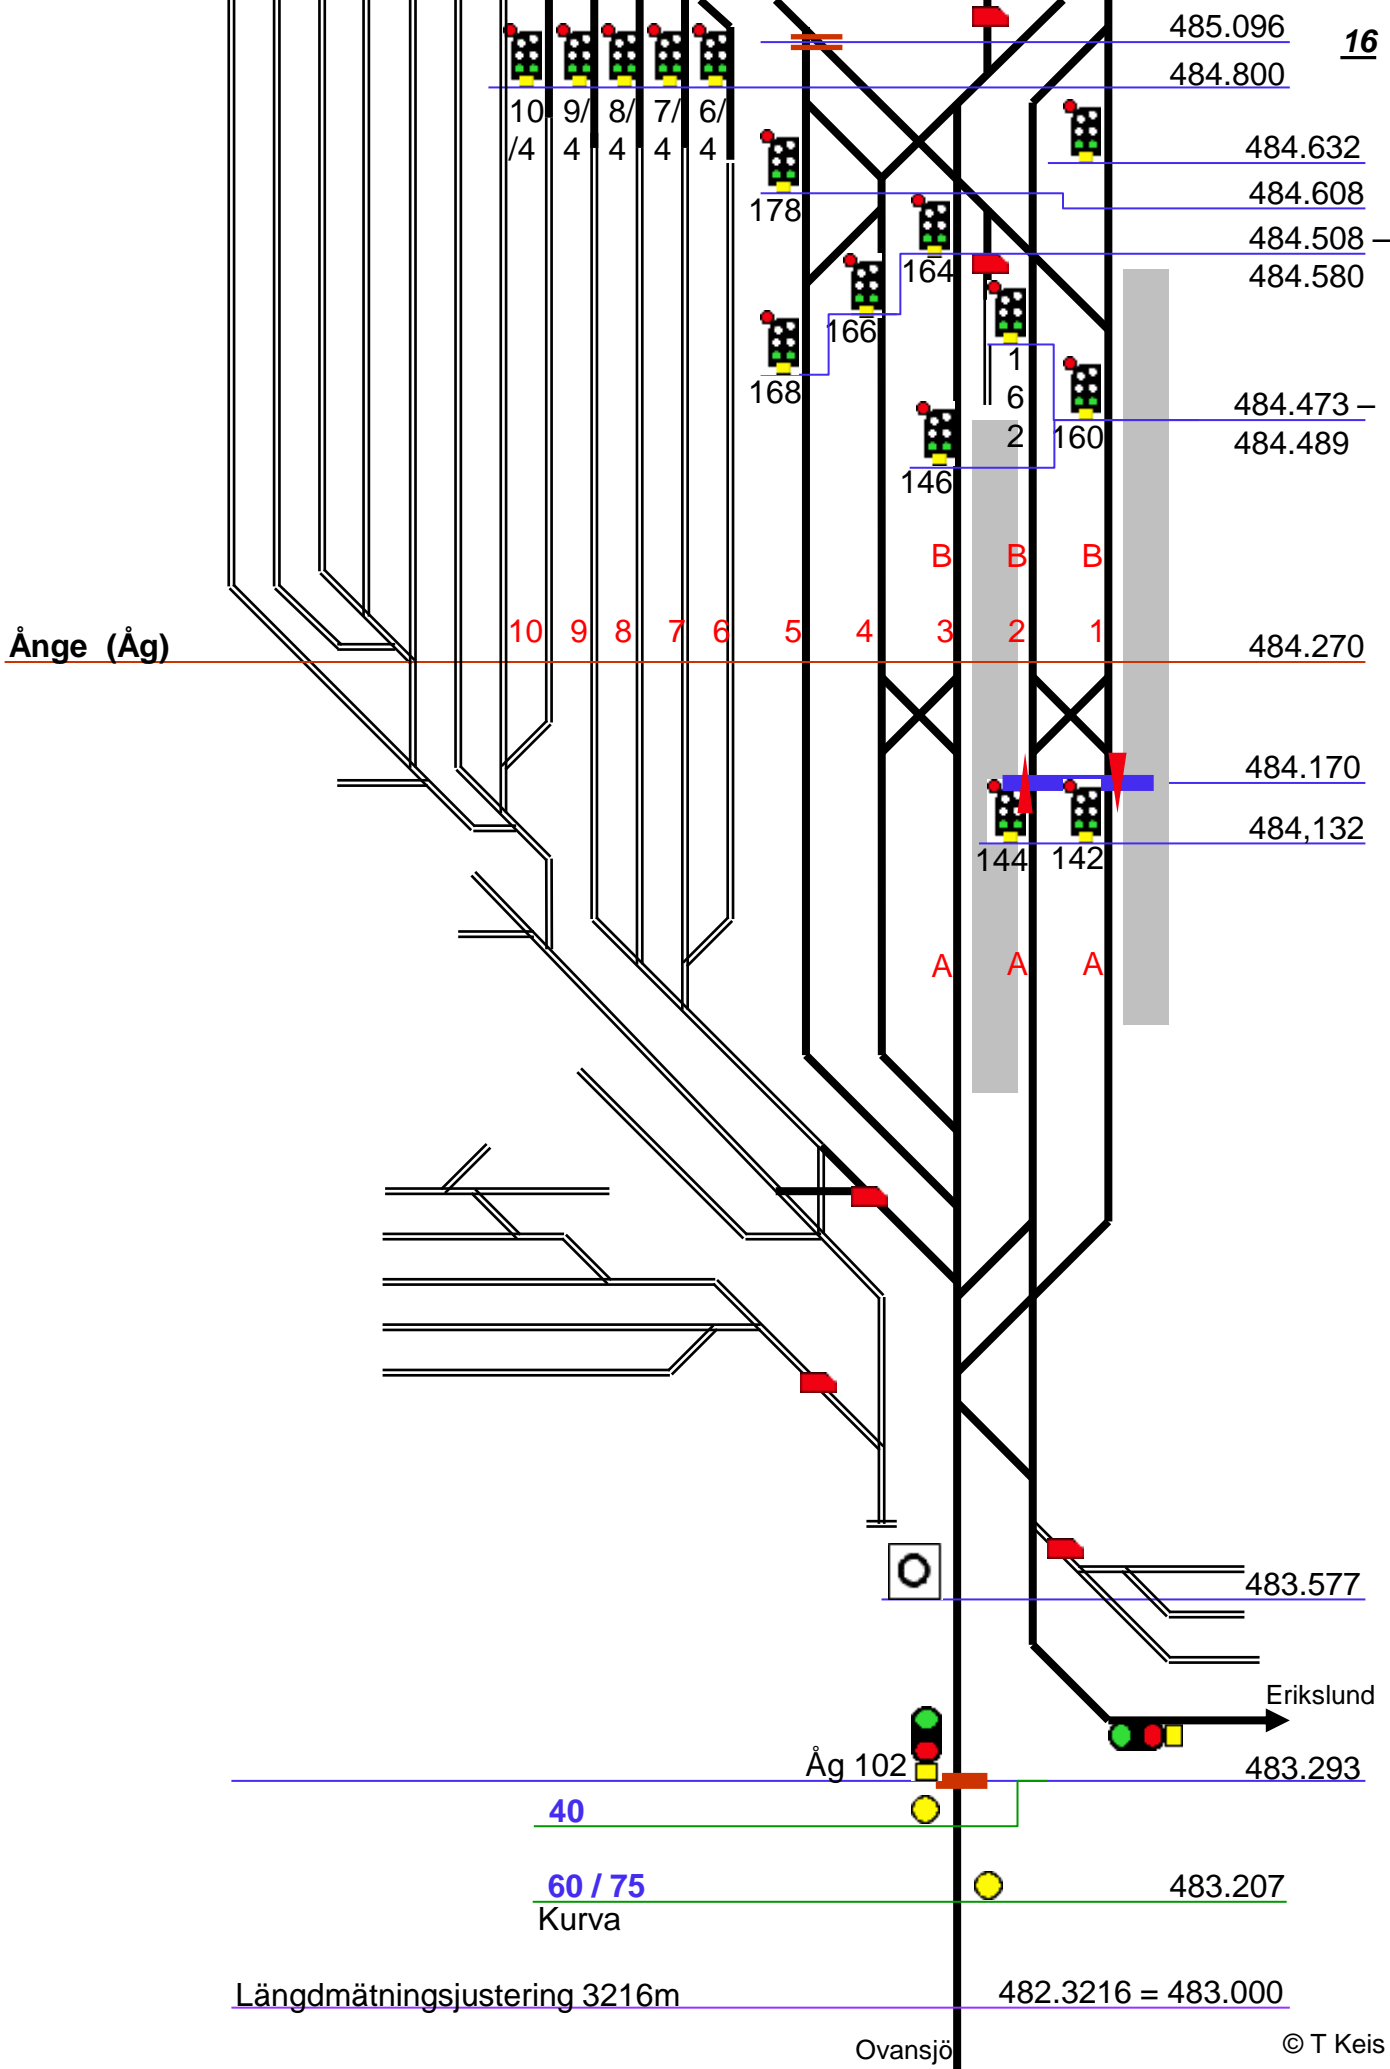 485.096
16
484.800
10 9/ 8/ 7/ 6/
/4 4 4 4 4
484.632
178
484.608
484.508 –
164
484.580
166
168
1
6
2
160
484.473 –
484.489
146
B B B
Ånge (Åg)
10 9 8 7 6 5 4 3 2 1
484.270
484.170
484,132
144 142
A A A
483.577
Erikslund
Åg 102
483.293
40
60 / 75
483.207
Kurva
Längdmätningsjustering 3216m
482.3216 = 483.000
Ovansjö
© T Keis